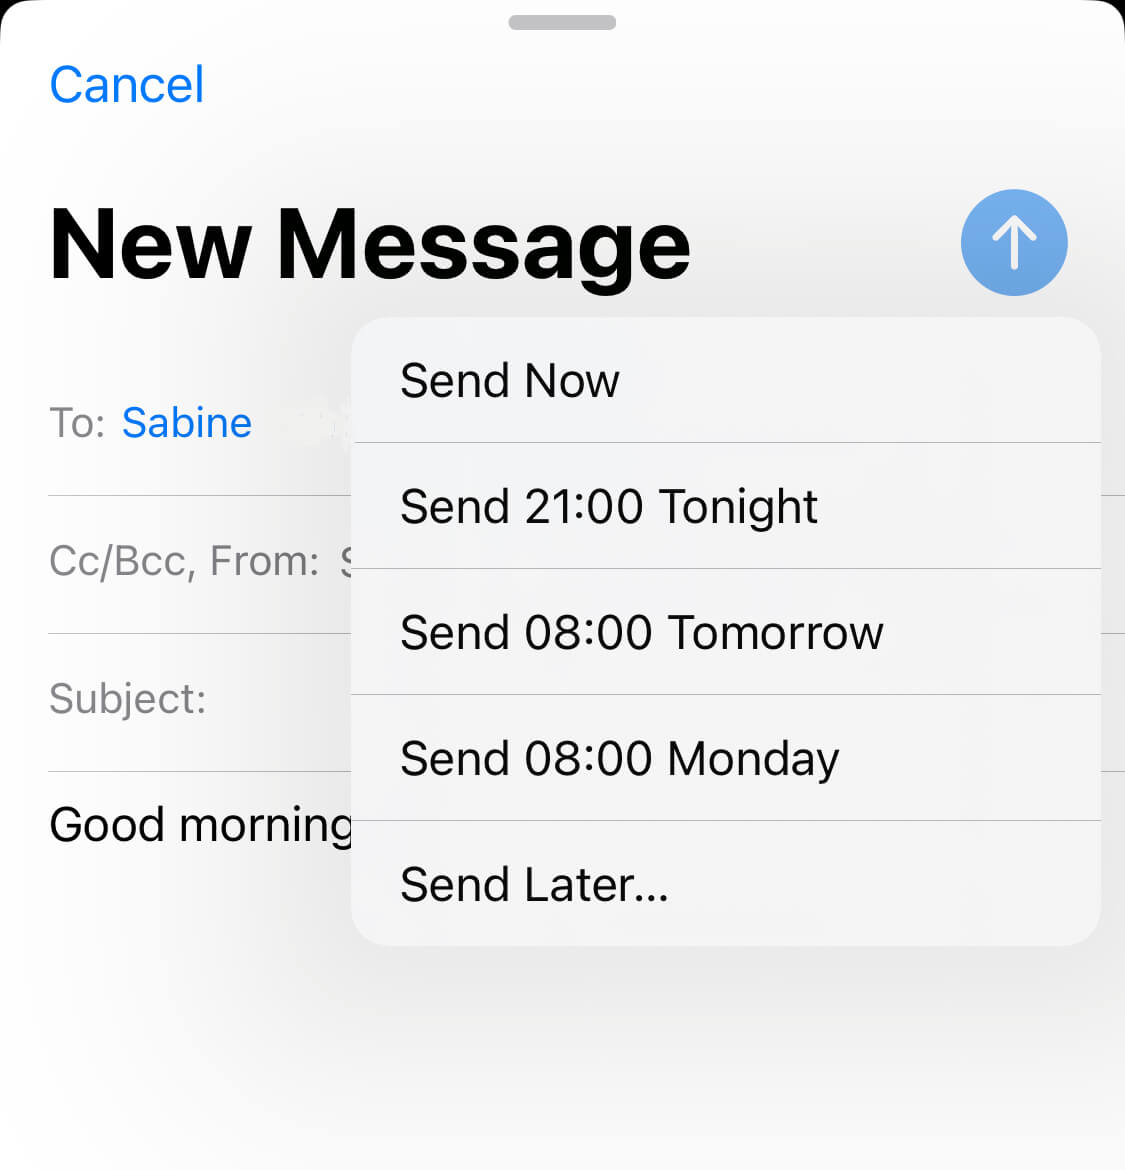 Cancel
New Message
Send Now
To: Sabine
Send 21:00 Tonight
Cc/Bcc, From:
Send 08:00 Tomorrow
Subject:
Send 08:00 Monday
Good morning
Send Later...